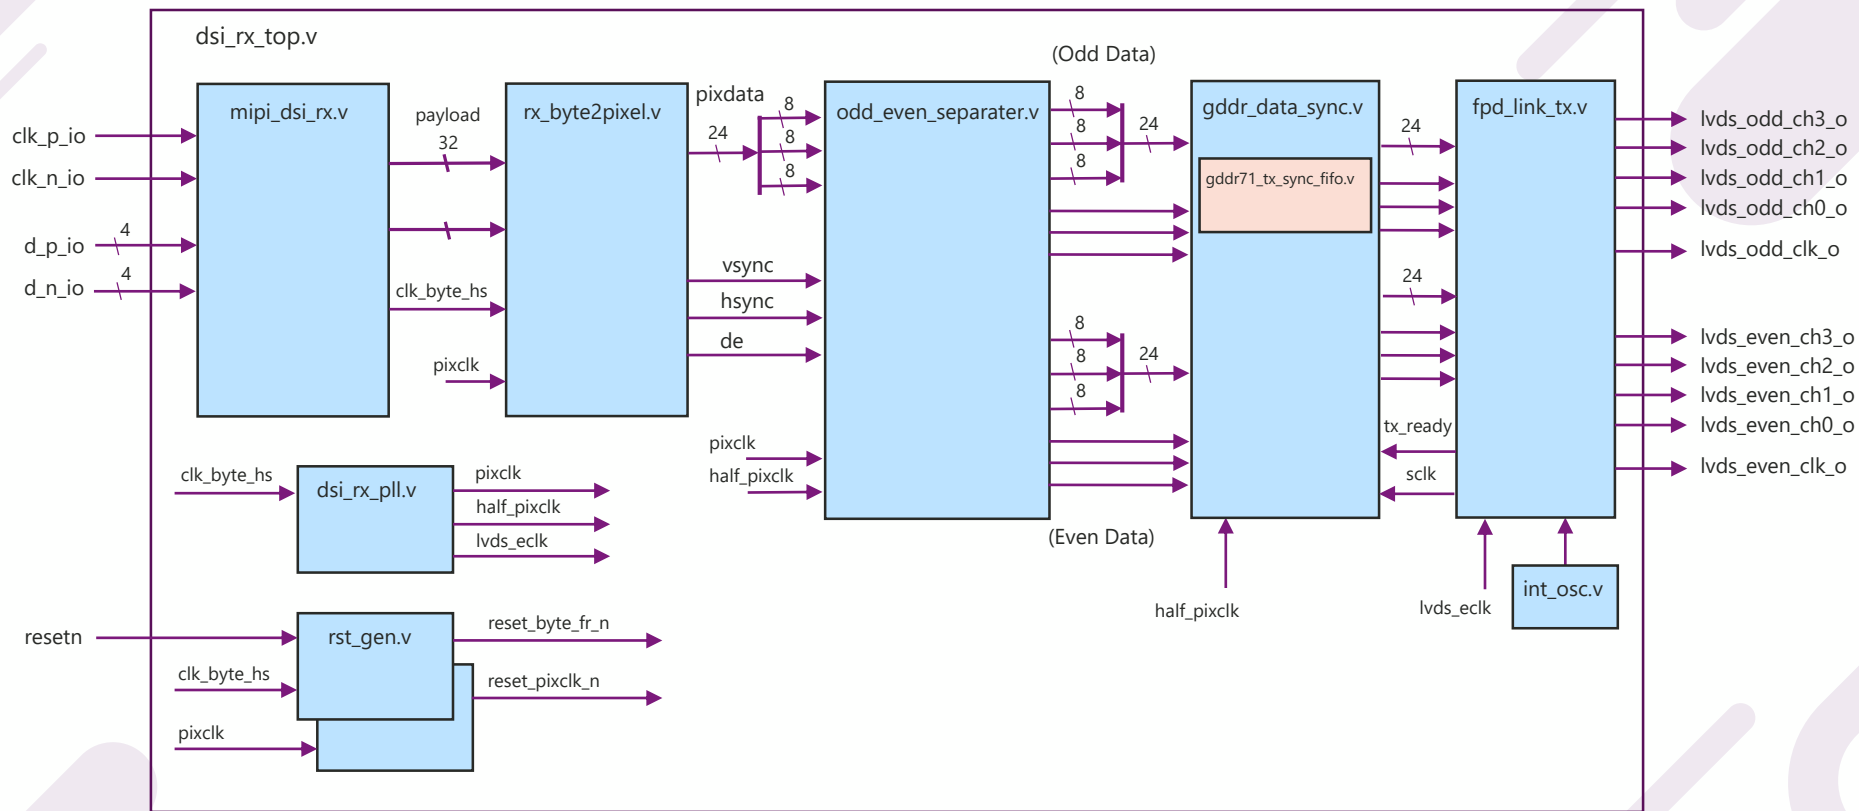 dsi_rx_top.v
(Odd Data)
mipi_dsi_rx.v
payload
32
rx_byte2pixel.v
pixdata
24
8
8
8
odd_even_separater.v
8
8
8
24
gddr_data_sync.v
gddr71_tx_sync_fifo.v
24
fpd_link_tx.v
clk_p_io
clk_n_io
d_p_io
4
d_n_io
4
clk_byte_hs
pixclk
vsync
hsync
de
pixclk
half_pixclk
8
8
8
24
(Even Data)
24
tx_ready
sclk
half_pixclk
lvds_eclk
int_osc.v
lvds_odd_ch3_o
lvds_odd_ch2_o
lvds_odd_ch1_o
lvds_odd_ch0_o
lvds_odd_clk_o
lvds_even_ch3_o
lvds_even_ch2_o
lvds_even_ch1_o
lvds_even_ch0_o
lvds_even_clk_o
clk_byte_hs
dsi_rx_pll.v
pixclk
half_pixclk
lvds_eclk
resetn
rst_gen.v
clk_byte_hs
pixclk
reset_byte_fr_n
reset_pixclk_n